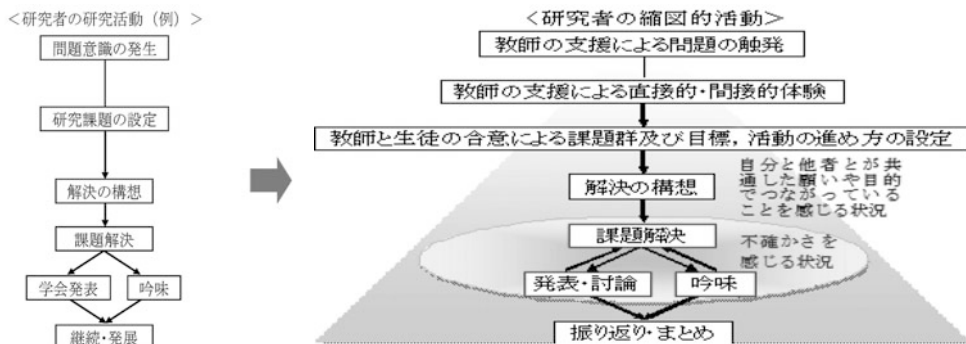 <研究者の研究活動（例）>
問題意識の発生
研究課題の設定
解決の構想
課題解決
学会発表
吟味
継続・発展
<研究者の縮図的活動>
教師の支援による問題の触発
教師の支援による直接的・間接的体験
教師と生徒の合意による課題群及び目標，活動の進め方の設定
解決の構想
自分と他者とが共
通した願いや目的
でつながっている
ことを感じる状況
課題解決
不確かさを
感じる状況
発表・討論
吟味
振り返り・まとめ